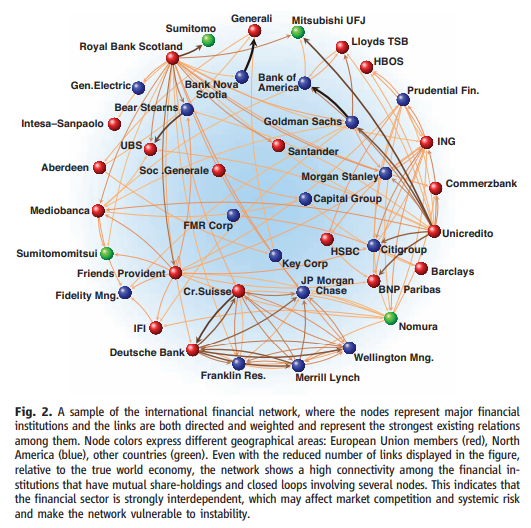 Generali
Sumitomo
Mitsubishi UFJ
Royal Bank Scotland
Lloyds TSB
HBOS
Gen.Electric
Bank Nova
Scotia
Bank of
America
Prudential Fin.
Bear Stearns
Goldman Sachs
Intesa–Sanpaolo
UBS
Santander
ING
Aberdeen
Soc .Generale
Morgan Stanley
Commerzbank
Capital Group
Mediobanca
FMR Corp
Unicredito
HSBC
Citigroup
Sumitomomitsui
Key Corp
Barclays
Friends Provident
JP Morgan
Chase
BNP Paribas
Fidelity Mng.
Cr.Suisse
Nomura
IFI
Deutsche Bank
Wellington Mng.
Franklin Res.
Merrill Lynch
Fig. 2. A sample of the international financial network, where the nodes represent major financial
institutions and the links are both directed and weighted and represent the strongest existing relations
among them. Node colors express different geographical areas: European Union members (red), North
America (blue), other countries (green). Even with the reduced number of links displayed in the figure,
relative to the true world economy, the network shows a high connectivity among the financial in-
stitutions that have mutual share-holdings and closed loops involving several nodes. This indicates that
the financial sector is strongly interdependent, which may affect market competition and systemic risk
and make the network vulnerable to instability.